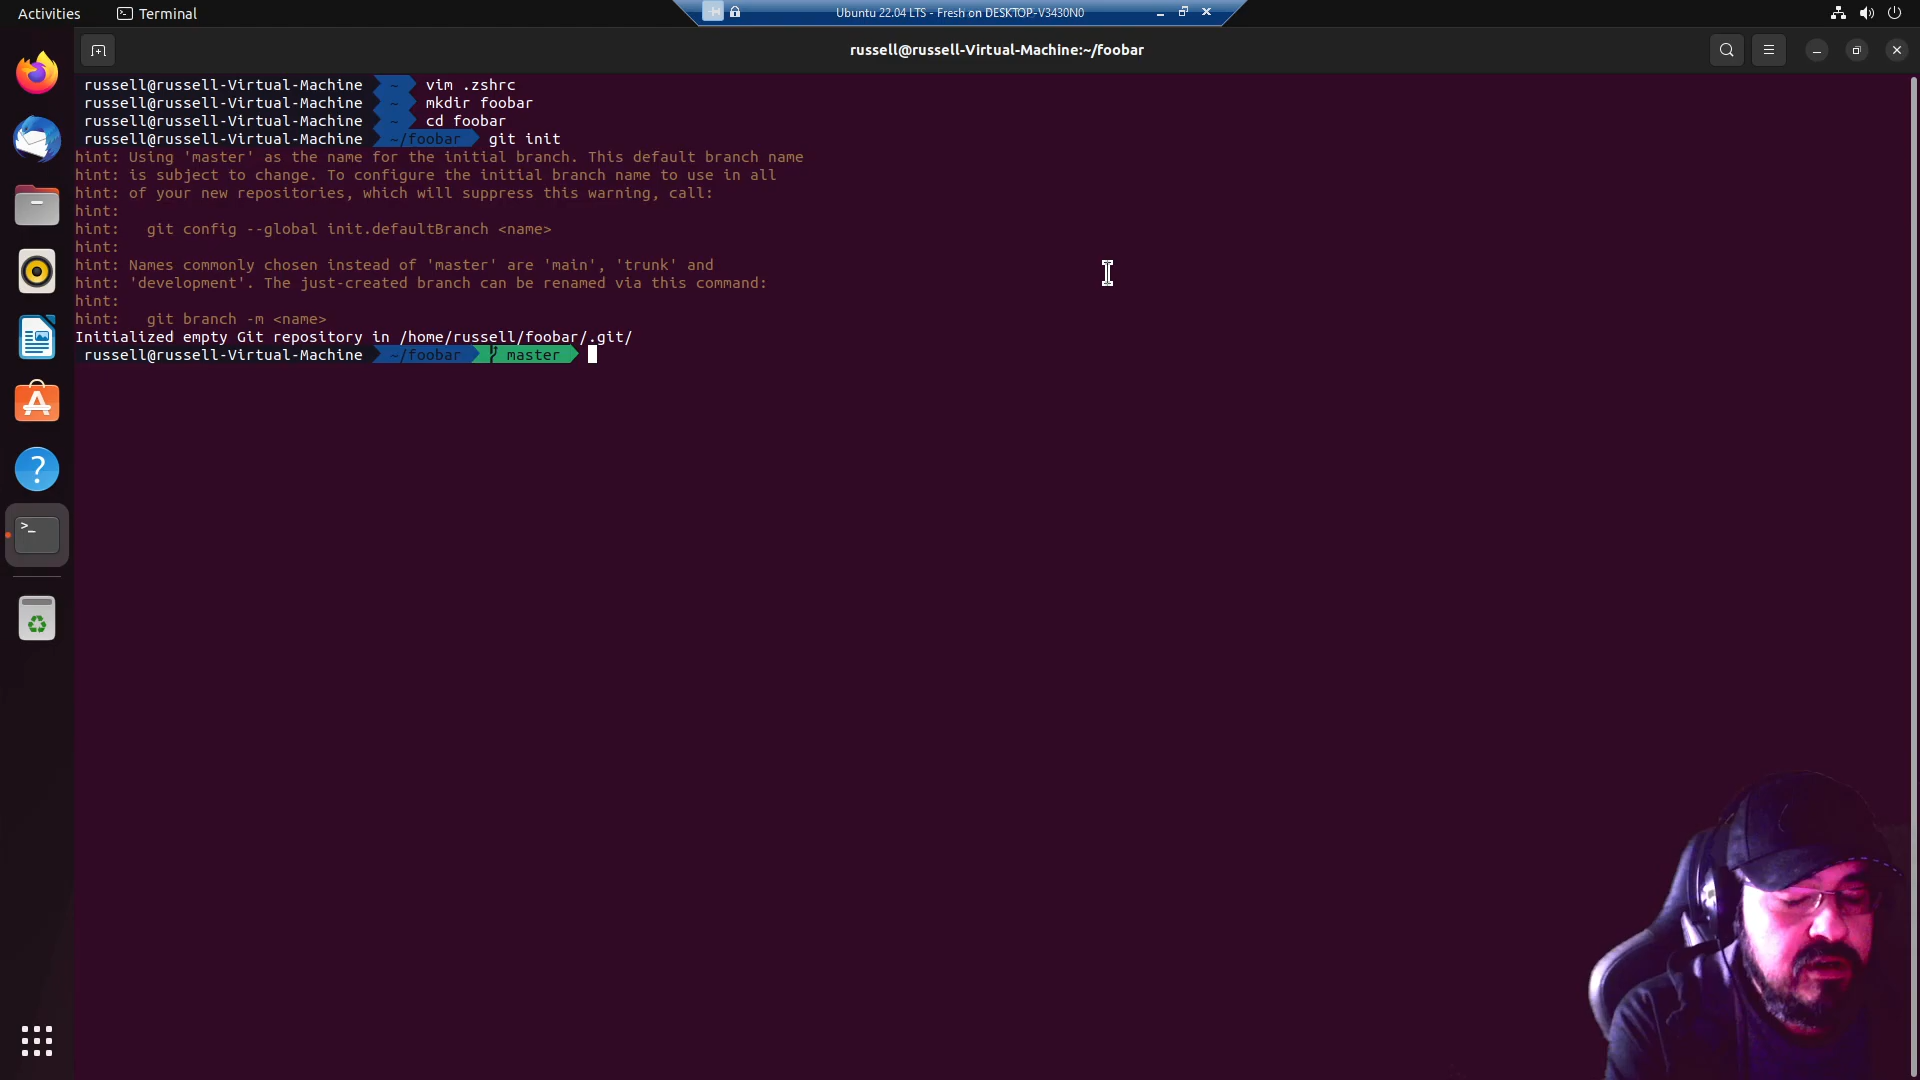 Activities
Terminal
Ubuntu 22.04 LTS - Fresh on DESKTOP-V3430N0
russell@russell-Virtual-Machine:~/foobar
russell@russell-Virtual-Machine ~ vim .zshrc
russell@russell-Virtual-Machine ~ mkdir foobar
russell@russell-Virtual-Machine ~ cd foobar
russell@russell-Virtual-Machine ~/foobar git init
hint: Using 'master' as the name for the initial branch. This default branch name
hint: is subject to change. To configure the initial branch name to use in all
hint: of your new repositories, which will suppress this warning, call:
hint:
hint:   git config --global init.defaultBranch <name>
hint:
hint: Names commonly chosen instead of 'master' are 'main', 'trunk' and
hint: 'development'. The just-created branch can be renamed via this command:
hint:
hint:   git branch -m <name>
Initialized empty Git repository in /home/russell/foobar/.git/
russell@russell-Virtual-Machine ~/foobar master